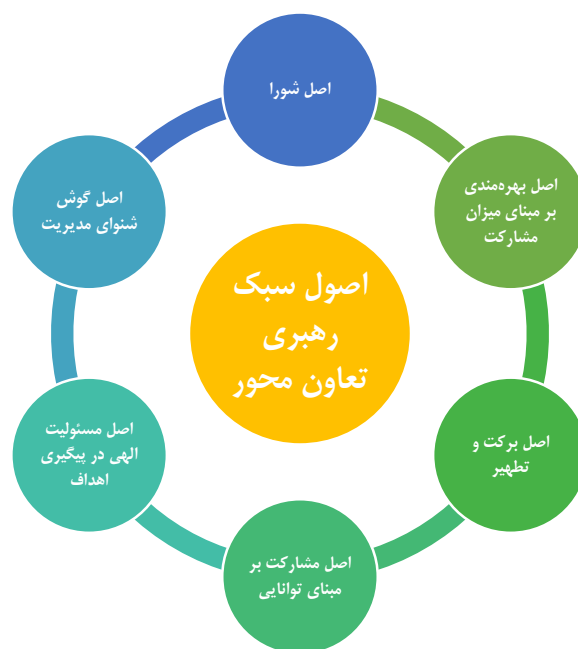 اصل شورا
اصل بهره‌مندی
بر مبنای میزان
مشارکت
اصل برکت و
تطهیر
اصل مشارکت بر
مبنای توانایی
اصل مسئولیت
الهی در پیگیری
اهداف
اصل گوش
شنوای مدیریت
اصول سبک
رهبری
تعاون محور